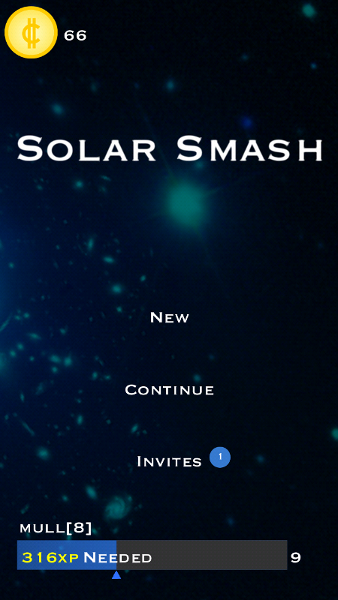 66
SOLAR SMASH
NEW
CONTINUE
INVITES 1
MULL[8]
316XP NEEDED 9